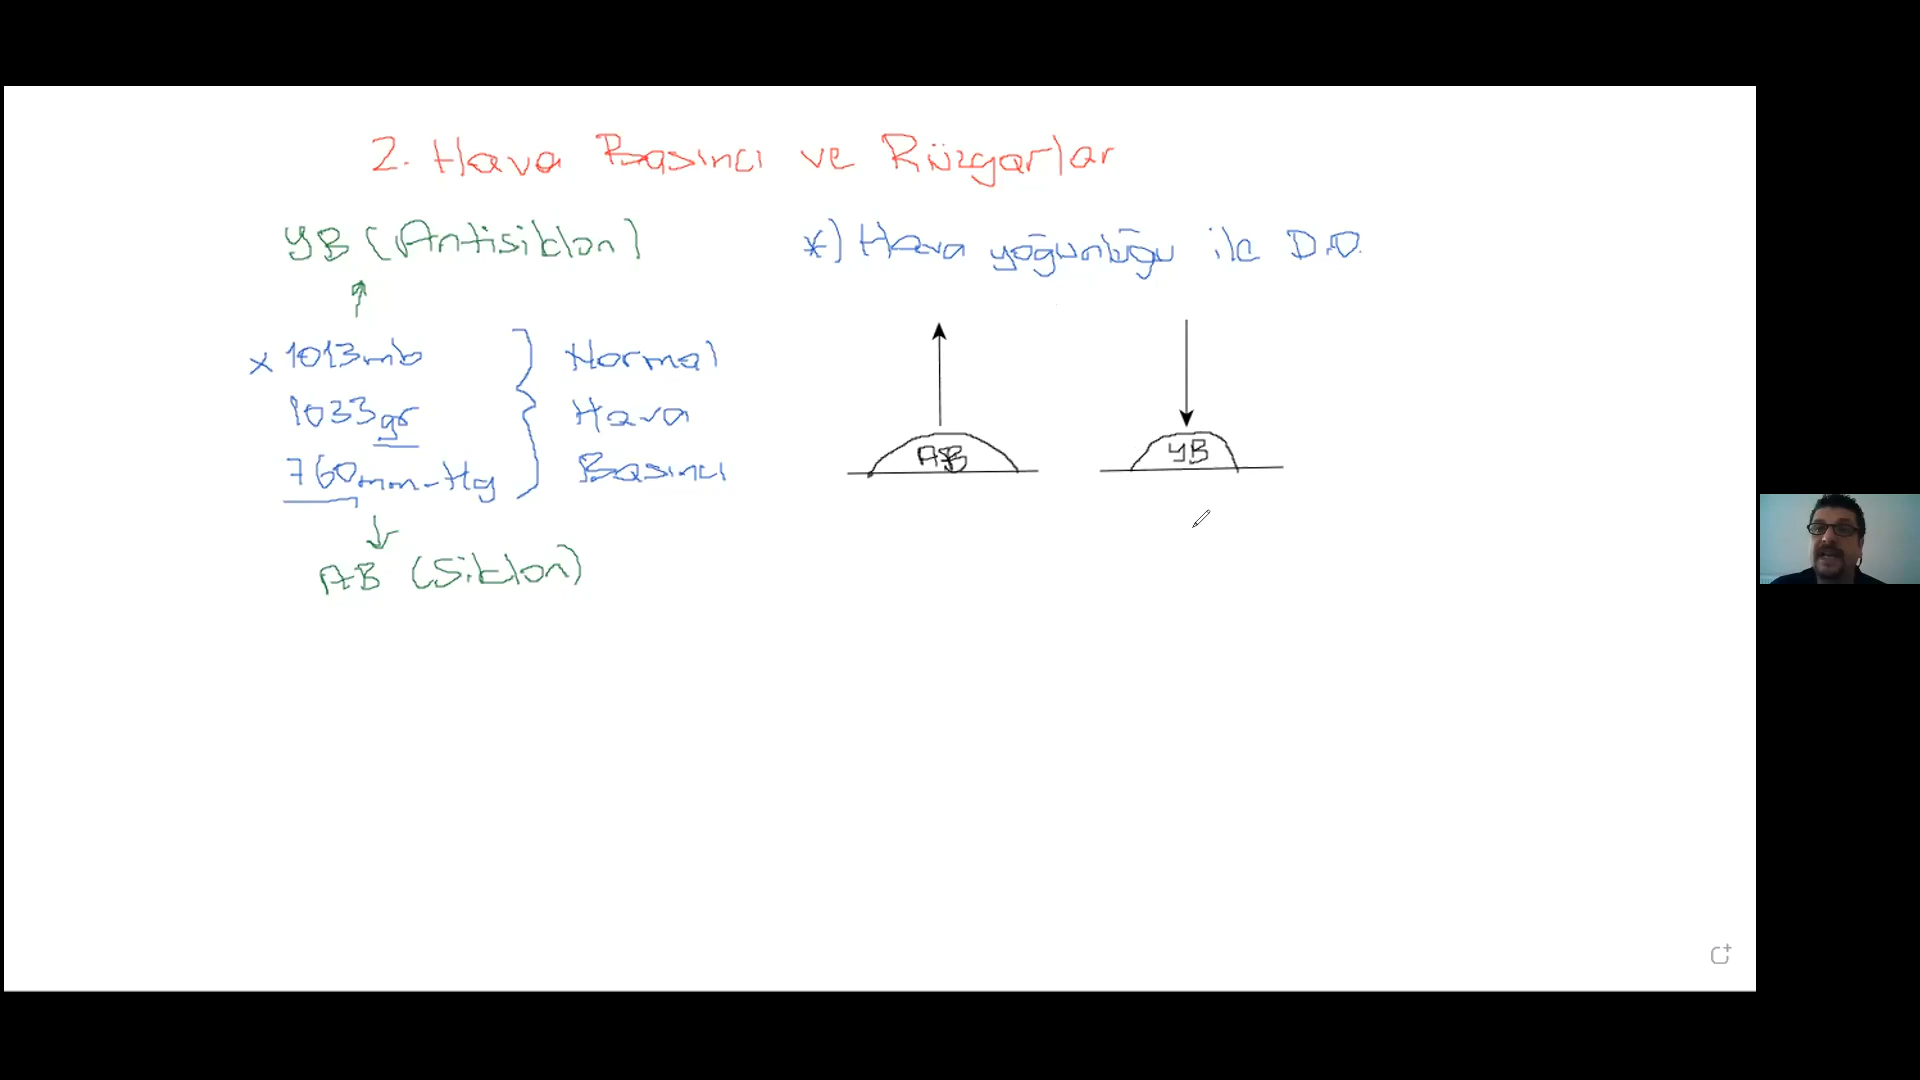 2. Hava Basıncı ve Rüzgarlar
YB (Antisiklon)
x 1013mb
1033gr
760mm-Hg
Normal
Hava
Basıncı
AB (Siklon)
*) Hava yoğunluğu ile D.O.
AB
YB